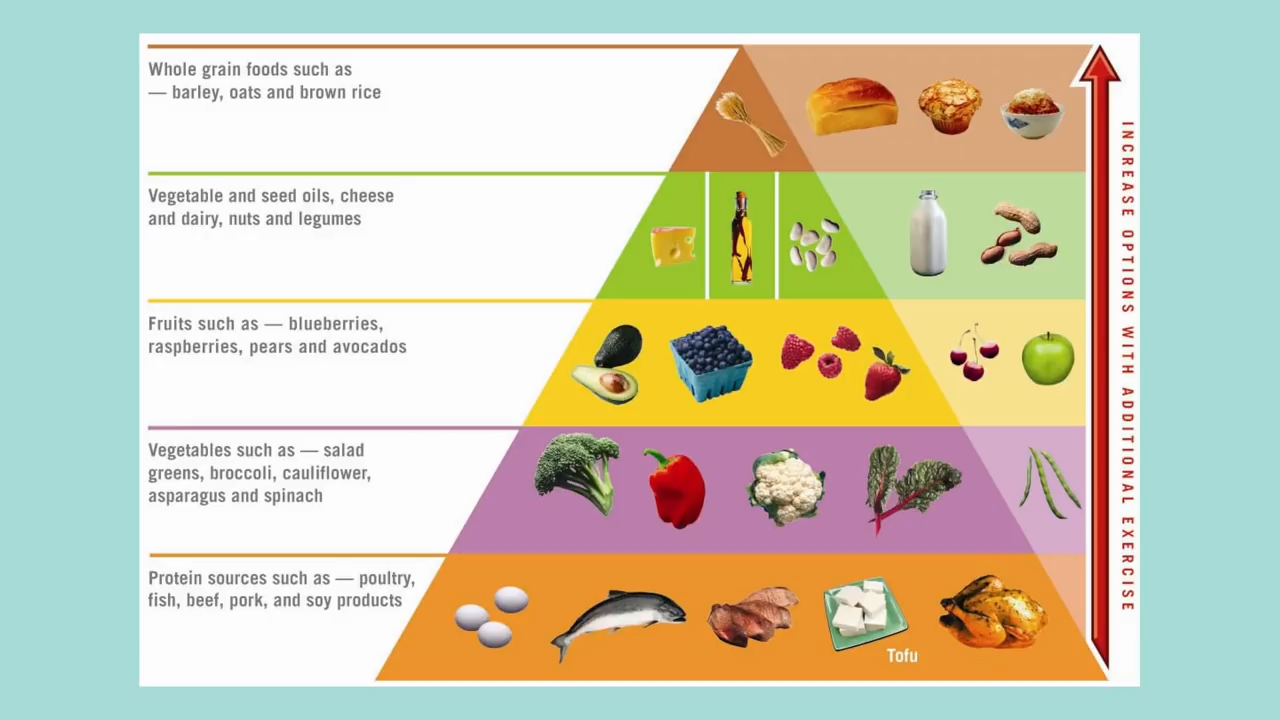 Whole grain foods such as
— barley, oats and brown rice
Vegetable and seed oils, cheese
and dairy, nuts and legumes
Fruits such as — blueberries,
raspberries, pears and avocados
Vegetables such as — salad
greens, broccoli, cauliflower,
asparagus and spinach
Protein sources such as — poultry,
fish, beef, pork, and soy products
Tofu
INCREASE OPTIONS WITH ADDITIONAL EXERCISE